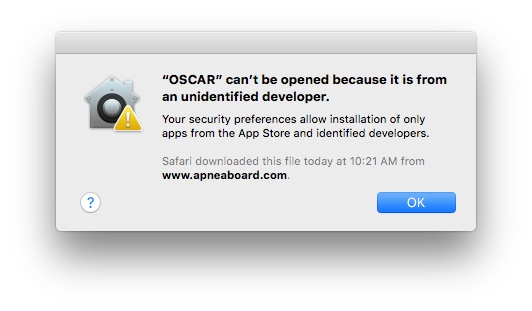 “OSCAR” can’t be opened because it is from
an unidentified developer.
Your security preferences allow installation of only
apps from the App Store and identified developers.
Safari downloaded this file today at 10:21 AM from
www.apneaboard.com.
?
OK